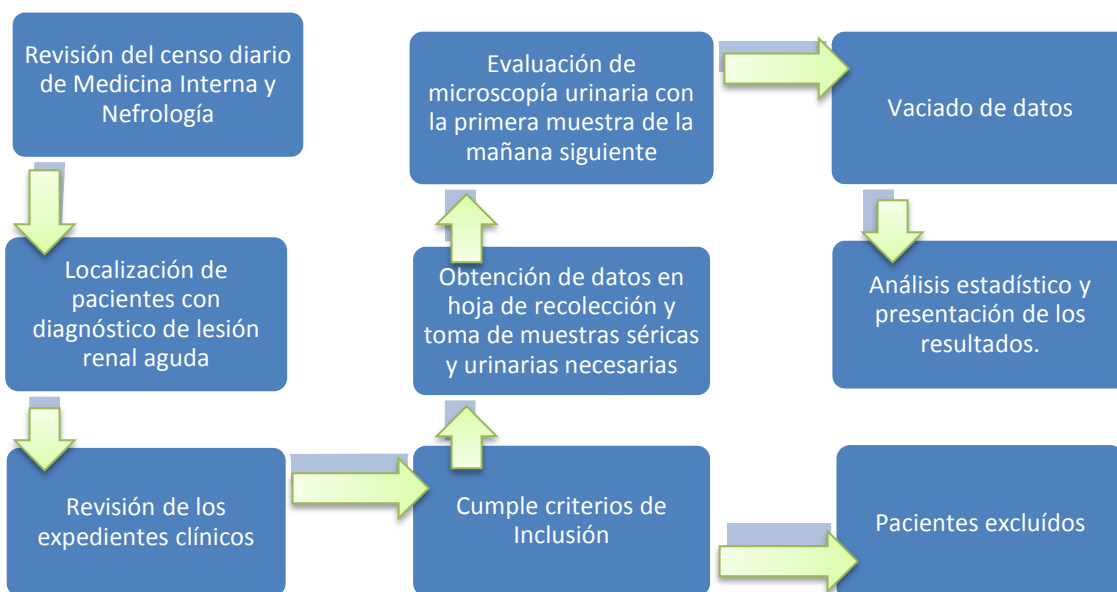 Revisión del censo diario
de Medicina Interna y
Nefrología
Localización de
pacientes con
diagnóstico de lesión
renal aguda
Revisión de los
expedientes clínicos
Cumple criterios de
Inclusión
Obtención de datos en
hoja de recolección y
toma de muestras séricas
y urinarias necesarias
Evaluación de
microscopía urinaria con
la primera muestra de la
mañana siguiente
Vaciado de datos
Análisis estadístico y
presentación de los
resultados.
Pacientes excluídos